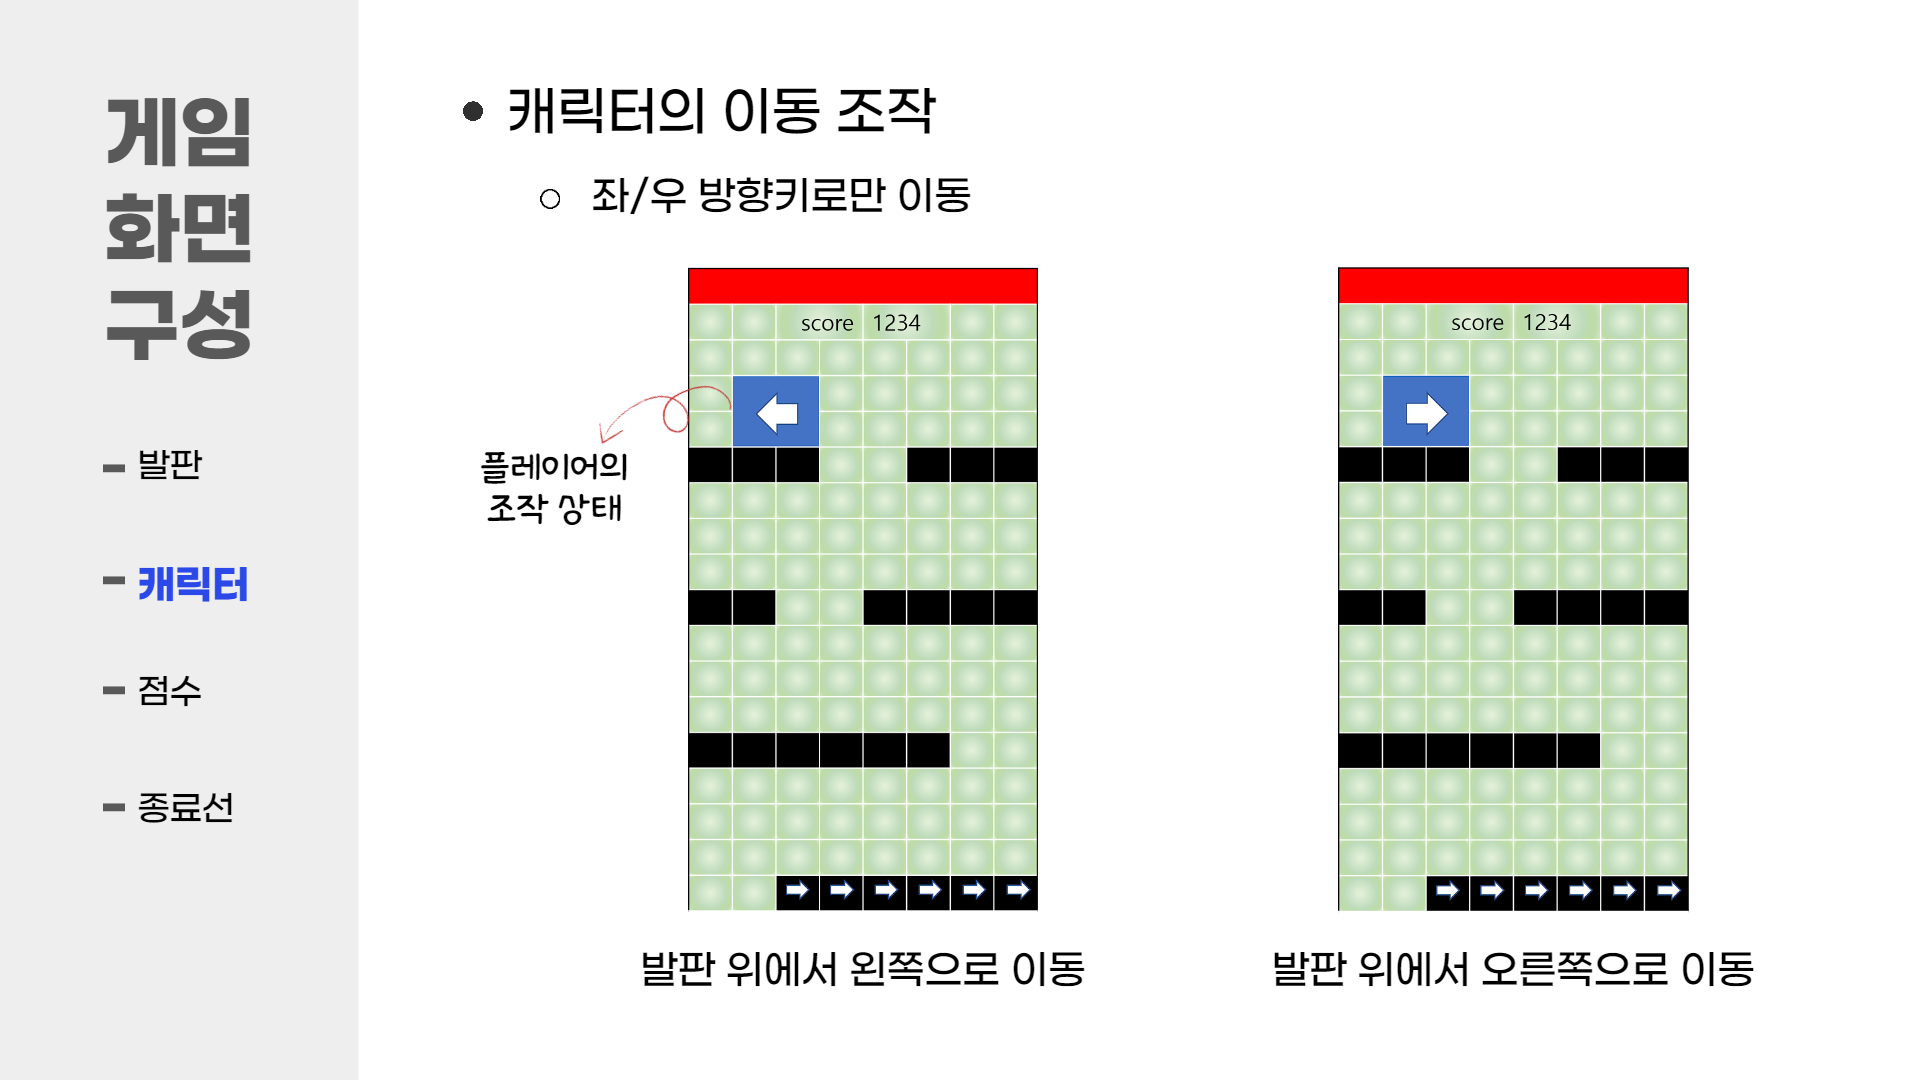 게임
화면
구성
- 발판
- 캐릭터
- 점수
- 종료선
● 캐릭터의 이동 조작
○ 좌/우 방향키로만 이동
score 1234
플레이어의
조작 상태
발판 위에서 왼쪽으로 이동
score 1234
발판 위에서 오른쪽으로 이동